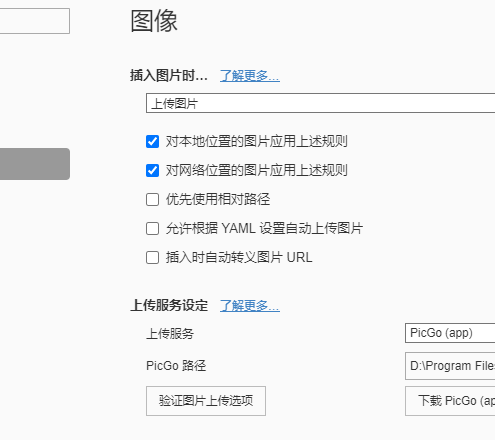 图像
插入图片时... 了解更多...
上传图片
对本地位置的图片应用上述规则
对网络位置的图片应用上述规则
优先使用相对路径
允许根据 YAML 设置自动上传图片
插入时自动转义图片 URL
上传服务设定 了解更多...
上传服务 PicGo (app)
PicGo 路径 D:\Program Files
验证图片上传选项 下载 PicGo (ap